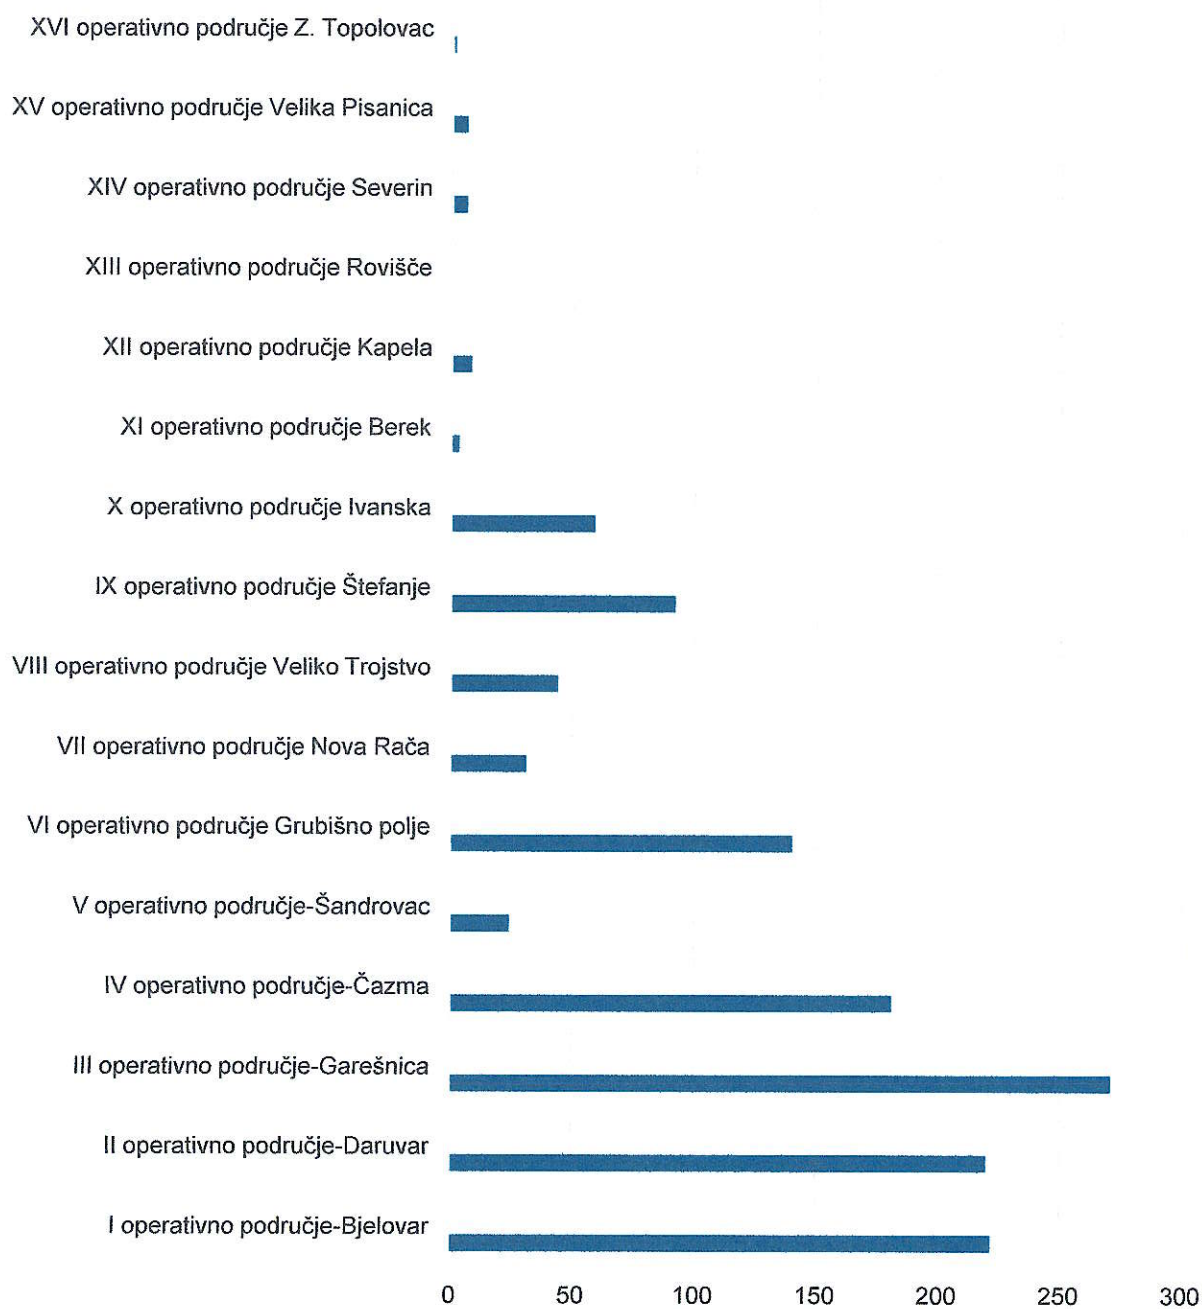 XVI operativno područje Z. Topolovac
XV operativno područje Velika Pisanica
XIV operativno područje Severin
XIII operativno područje Rovišče
XII operativno područje Kapela
XI operativno područje Berek
X operativno područje Ivanska
IX operativno područje Štefanje
VIII operativno područje Veliko Trojstvo
VII operativno područje Nova Rača
VI operativno područje Grubišno polje
V operativno područje-Šandrovac
IV operativno područje-Čazma
III operativno područje-Garešnica
II operativno područje-Daruvar
I operativno područje-Bjelovar
0 50 100 150 200 250 300